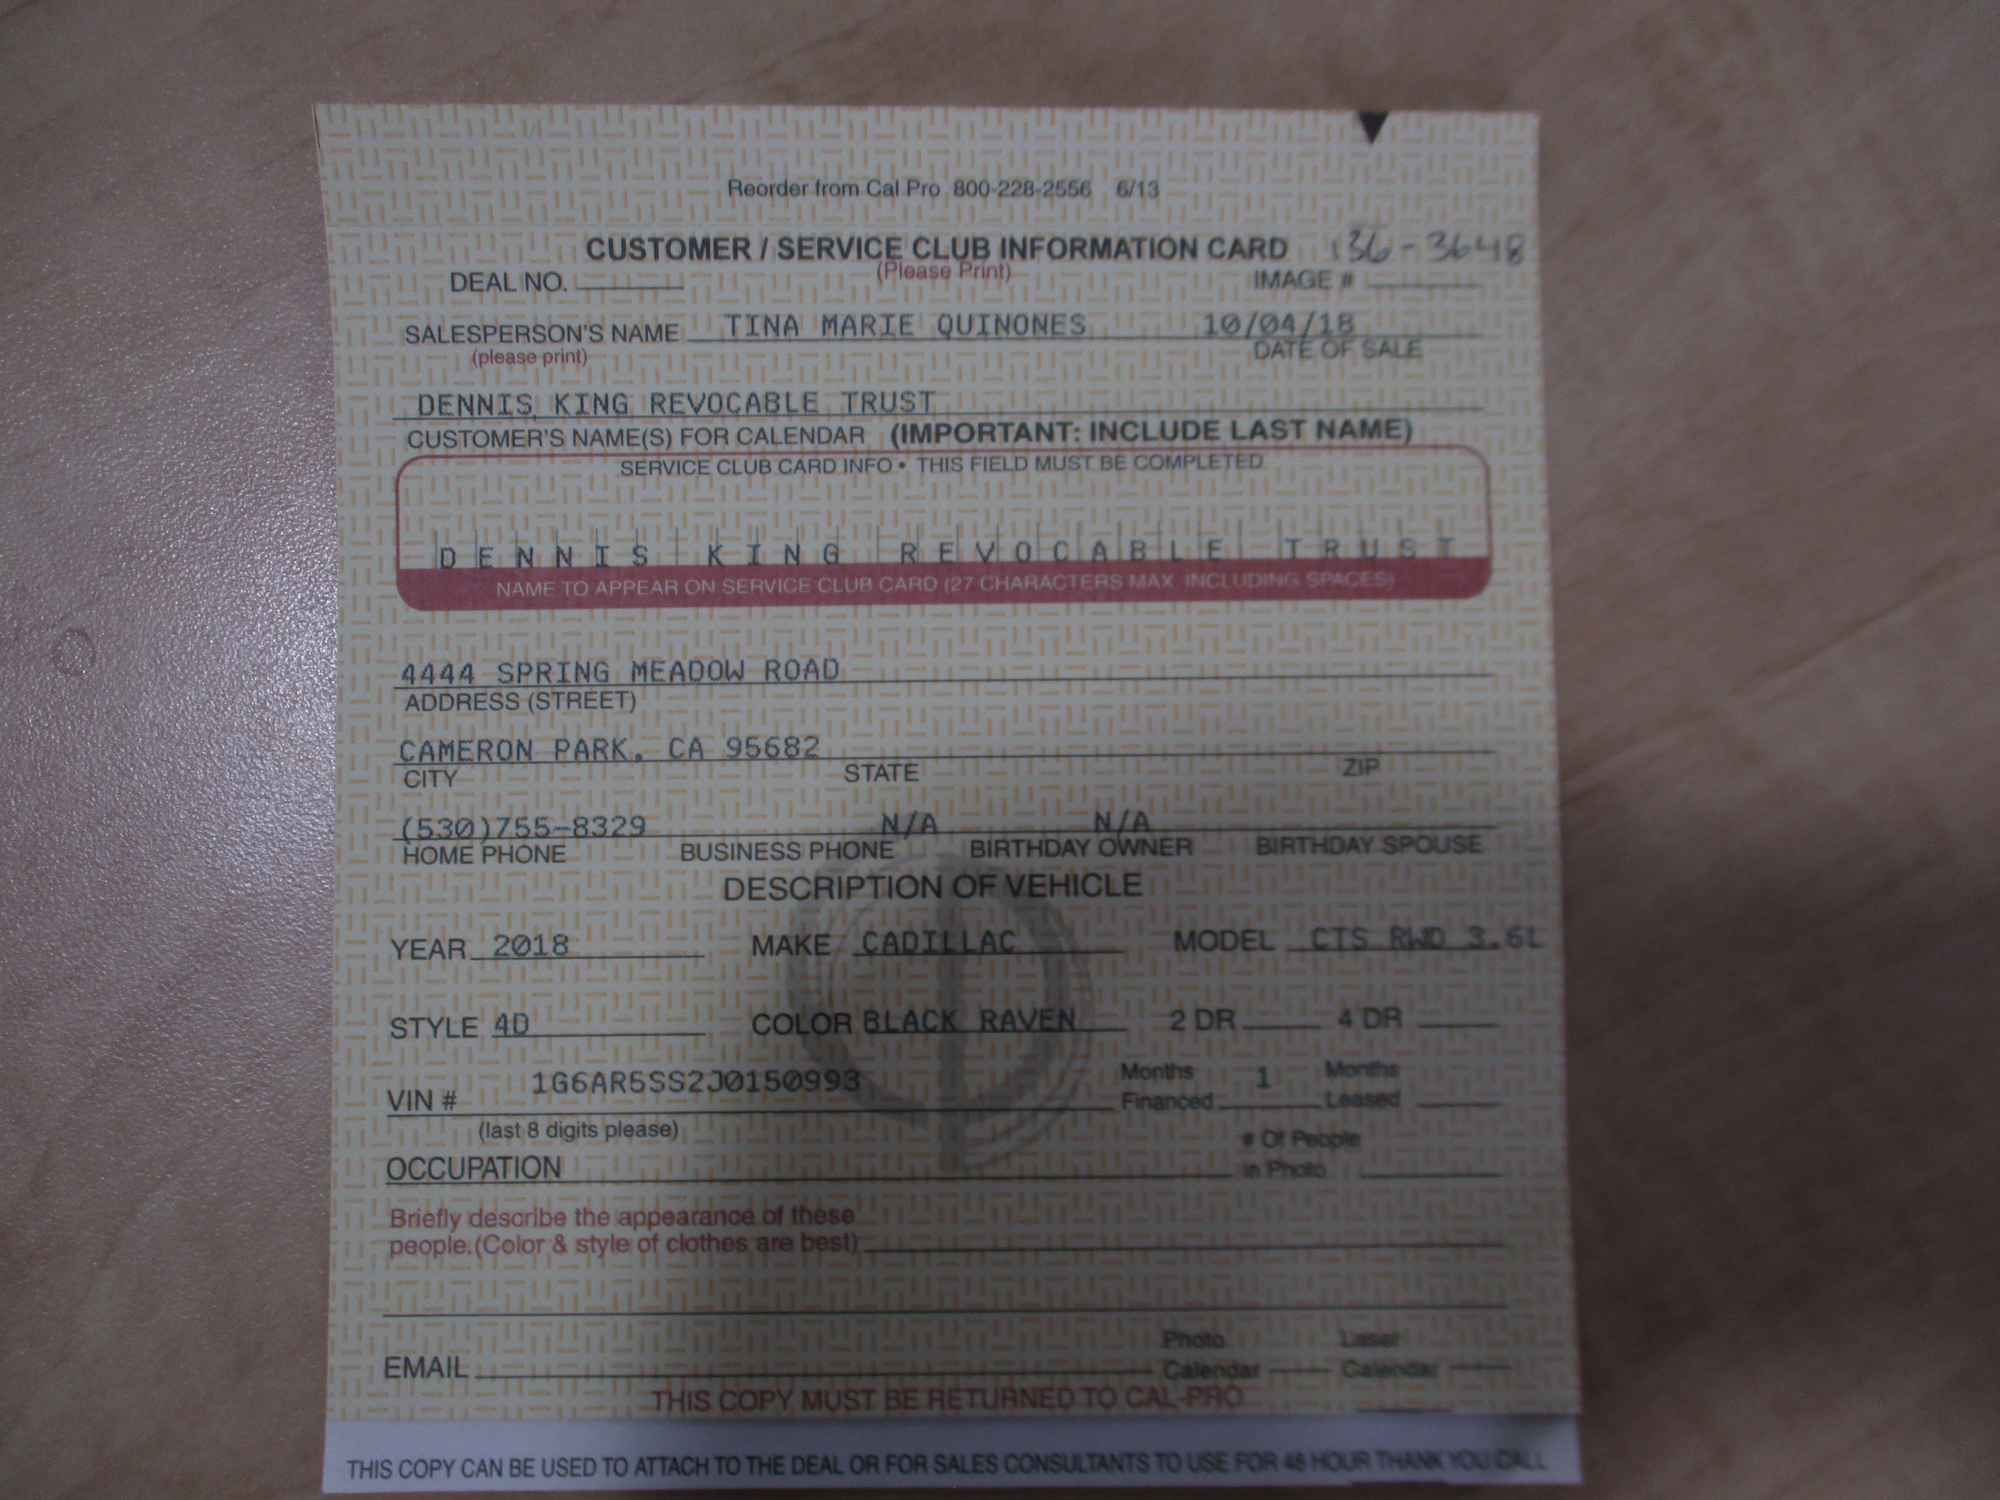 Reorder from Cal Pro 800-228-2556 6/13
CUSTOMER / SERVICE CLUB INFORMATION CARD 136-3648
(Please Print)
DEAL NO. IMAGE #
SALESPERSON'S NAME TINA MARIE QUINONES 10/04/18
(please print) DATE OF SALE
DENNIS KING REVOCABLE TRUST
CUSTOMER'S NAME(S) FOR CALENDAR (IMPORTANT: INCLUDE LAST NAME)
SERVICE CLUB CARD INFO • THIS FIELD MUST BE COMPLETED
DENNIS KING REVOCABLE TRUST
NAME TO APPEAR ON SERVICE CLUB CARD (27 CHARACTERS MAX INCLUDING SPACES)
4444 SPRING MEADOW ROAD
ADDRESS (STREET)
CAMERON PARK, CA 95682
CITY STATE ZIP
(530)755-8329 N/A N/A
HOME PHONE BUSINESS PHONE BIRTHDAY OWNER BIRTHDAY SPOUSE
DESCRIPTION OF VEHICLE
YEAR 2018 MAKE CADILLAC MODEL CTS RWD 3.6L
STYLE 4D COLOR BLACK RAVEN 2 DR 4 DR
VIN # 1G6AR5SS2J0150993 Months Financed 1 Months Leased
(last 8 digits please)
OCCUPATION # Of People in Photo
Briefly describe the appearance of these
people.(Color & style of clothes are best)
EMAIL Photo Calendar Laser Calendar
THIS COPY MUST BE RETURNED TO CAL-PRO
THIS COPY CAN BE USED TO ATTACH TO THE DEAL OR FOR SALES CONSULTANTS TO USE FOR 48 HOUR THANK YOU CALL